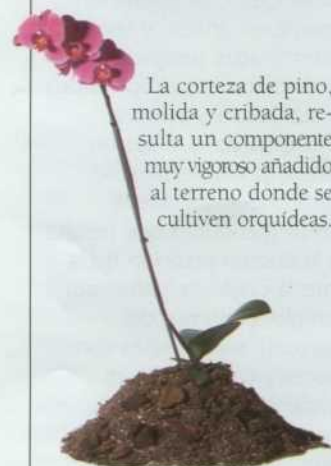 La corteza de pino,
molida y cribada, re-
sulta un componente
muy vigoroso añadido
al terreno donde se
cultiven orquídeas.